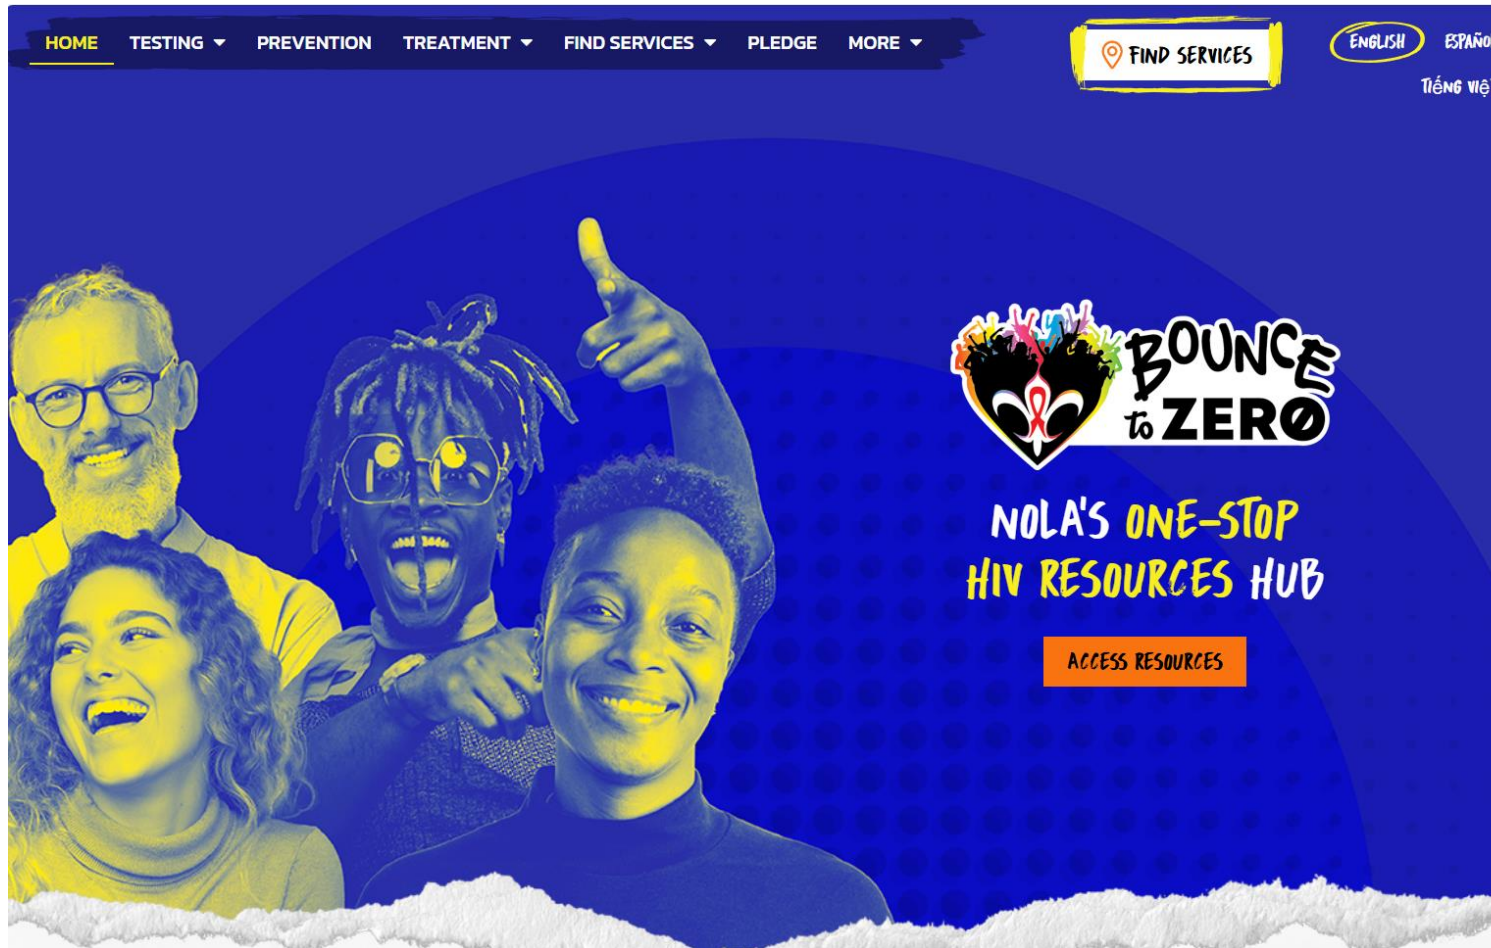 HOME TESTING PREVENTION TREATMENT FIND SERVICES PLEDGE MORE
FIND SERVICES
ENGLISH
TIẾNG
BOUNCE
to ZERO
NOLA'S ONE-STOP
HIV RESOURCES HUB
ACCESS RESOURCES